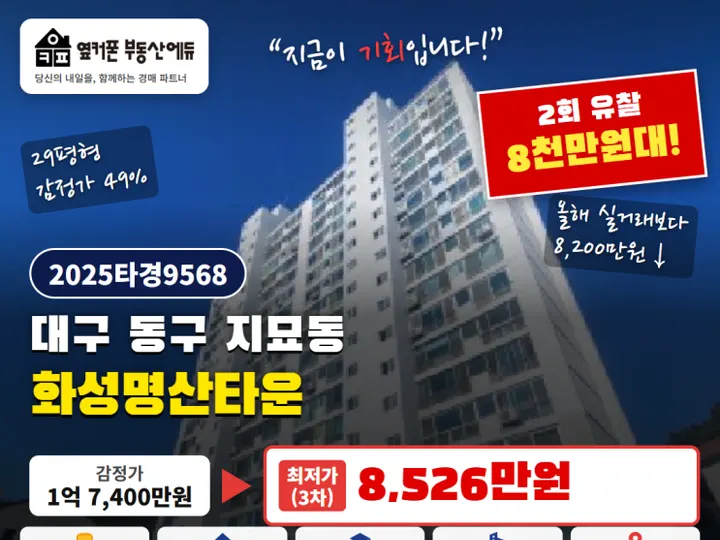 옆커폰 부동산에듀
당신의 내일을, 함께하는 경매 파트너
“지금이 기회입니다!”
2회 유찰
8천만원대!
29평형
감정가 49%
올해 실거래보다
8,200만원 ↓
2025타경9568
대구 동구 지묘동
화성명산타운
감정가
1억 7,400만원
최저가
(3차)
8,526만원